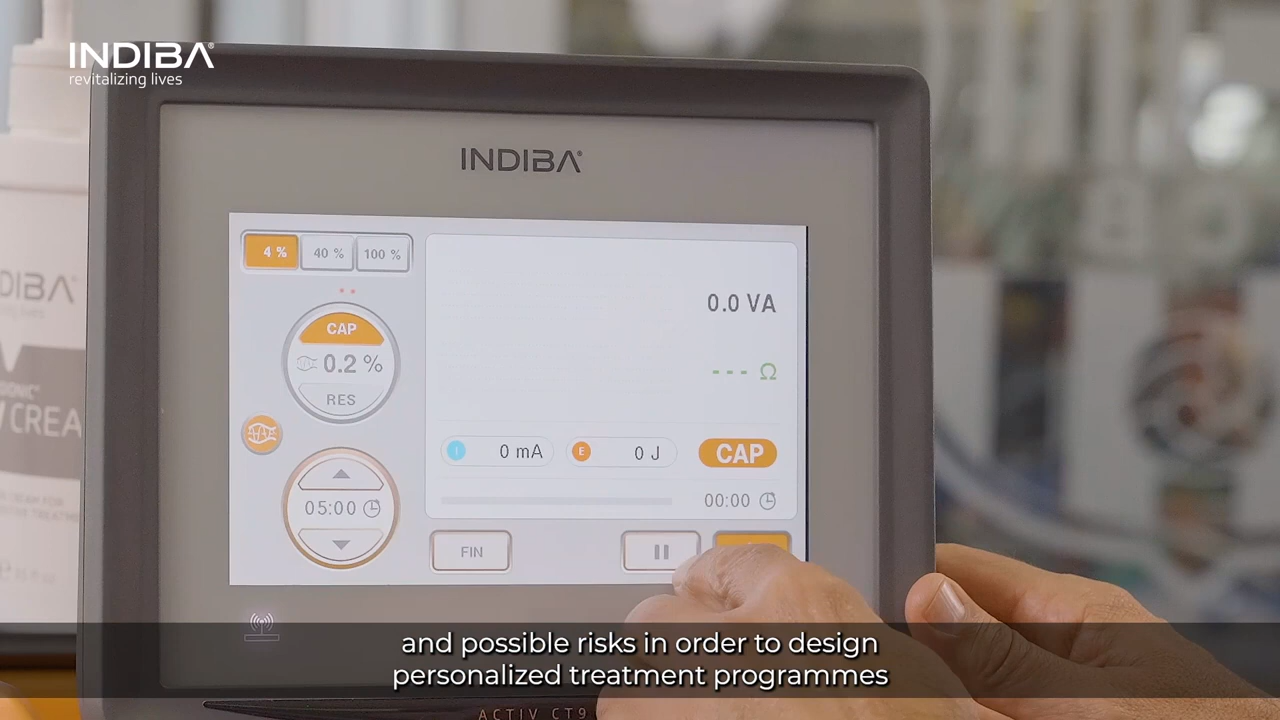 INDIBA
revitalizing lives
INDIBA
4 %
40 %
100 %
CAP
0.2 %
RES
05:00
0.0 VA
--- Ω
I
0 mA
E
0 J
CAP
00:00
FIN
CREA
and possible risks in order to design
personalized treatment programmes
ACTIV CT9